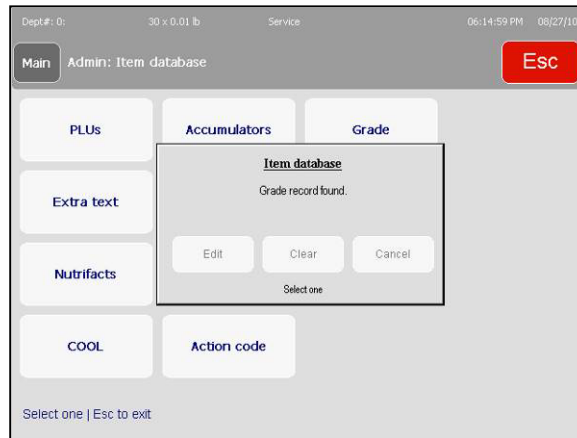 Dept#: 0: 30 x 0.01 lb Service 06:14:59 PM 08/27/10
Main Admin: Item database Esc
PLUs Accumulators Grade
Item database
Grade record found.
Extra text
Edit Clear Cancel
Nutrifacts
Select one
COOL Action code
Select one | Esc to exit